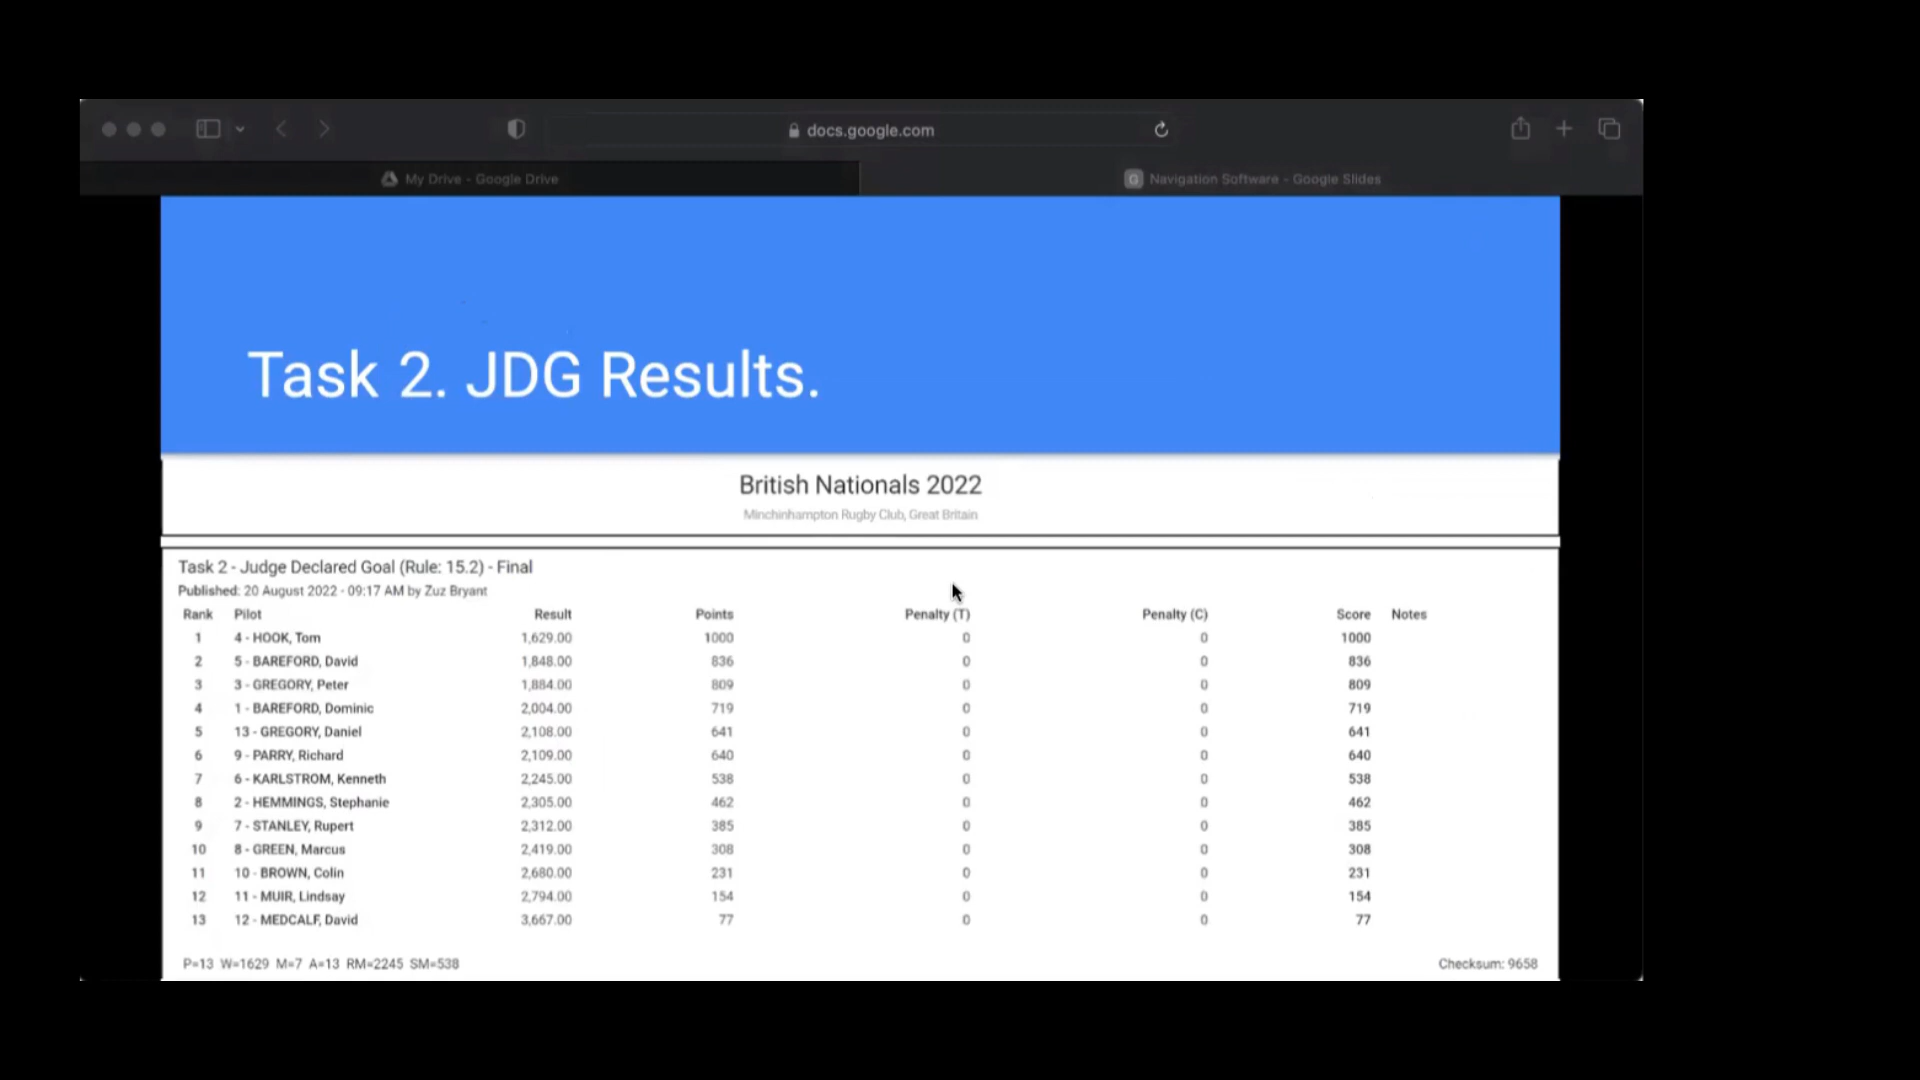 docs.google.com
My Drive - Google Drive
G Navigation Software - Google Slides
Task 2. JDG Results.
British Nationals 2022
Minchinhampton Rugby Club, Great Britain
Task 2 - Judge Declared Goal (Rule: 15.2) - Final
Published: 20 August 2022 - 09:17 AM by Zuz Bryant
Rank Pilot Result Points Penalty (T) Penalty (C) Score Notes
1 4 - HOOK, Tom 1,629.00 1000 0 0 1000
2 5 - BAREFORD, David 1,848.00 836 0 0 836
3 3 - GREGORY, Peter 1,884.00 809 0 0 809
4 1 - BAREFORD, Dominic 2,004.00 719 0 0 719
5 13 - GREGORY, Daniel 2,108.00 641 0 0 641
6 9 - PARRY, Richard 2,109.00 640 0 0 640
7 6 - KARLSTROM, Kenneth 2,245.00 538 0 0 538
8 2 - HEMMINGS, Stephanie 2,305.00 462 0 0 462
9 7 - STANLEY, Rupert 2,312.00 385 0 0 385
10 8 - GREEN, Marcus 2,419.00 308 0 0 308
11 10 - BROWN, Colin 2,680.00 231 0 0 231
12 11 - MUIR, Lindsay 2,794.00 154 0 0 154
13 12 - MEDCALF, David 3,667.00 77 0 0 77
P=13 W=1629 M=7 A=13 RM=2245 SM=538 Checksum: 9658